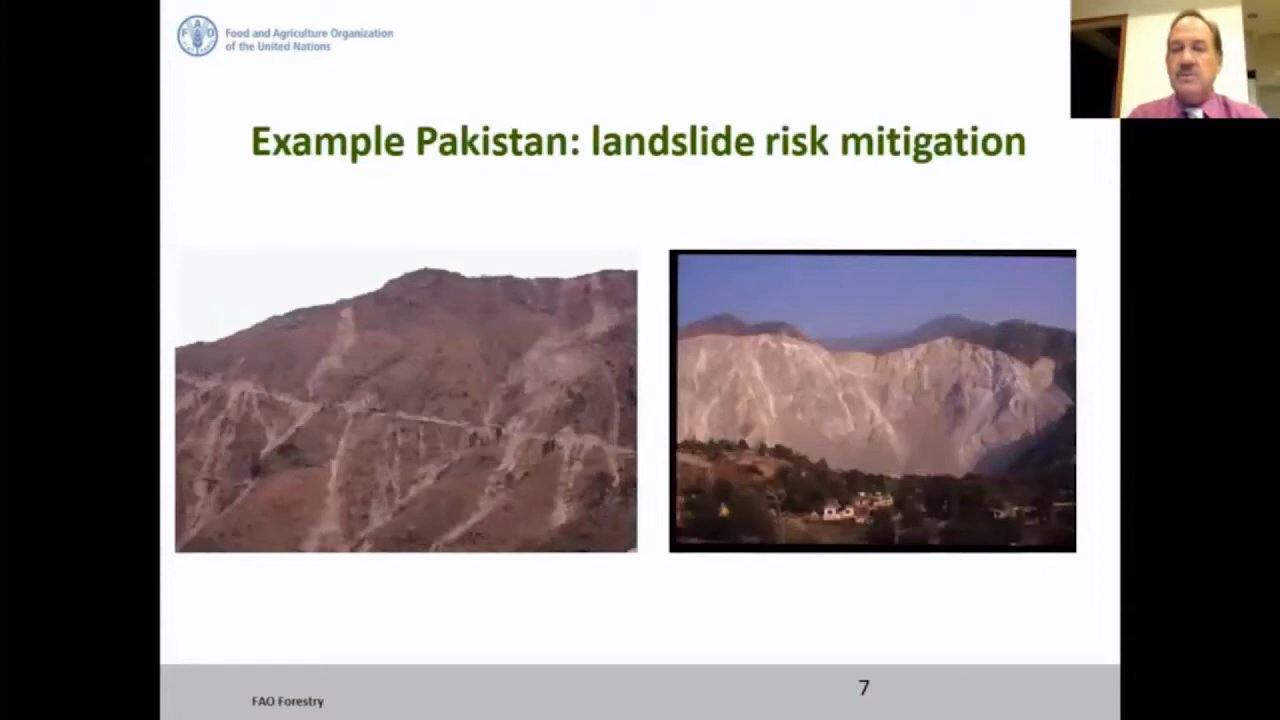 Food and Agriculture Organization
of the United Nations
Example Pakistan: landslide risk mitigation
FAO Forestry
7